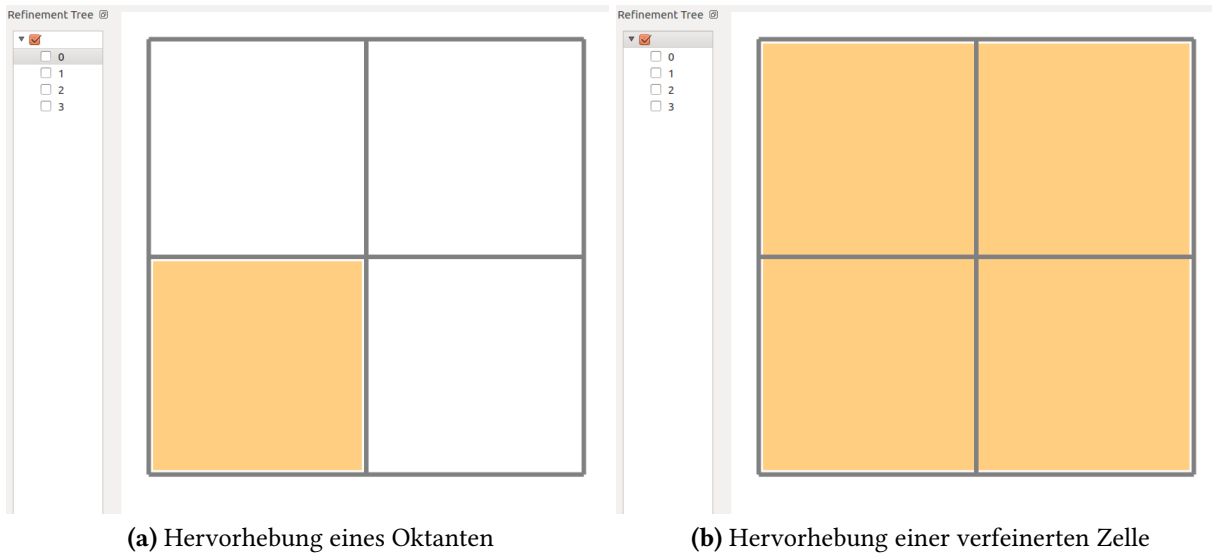 Refinement Tree
0
1
2
3
Refinement Tree
0
1
2
3
(a) Hervorhebung eines Oktanten
(b) Hervorhebung einer verfeinerten Zelle